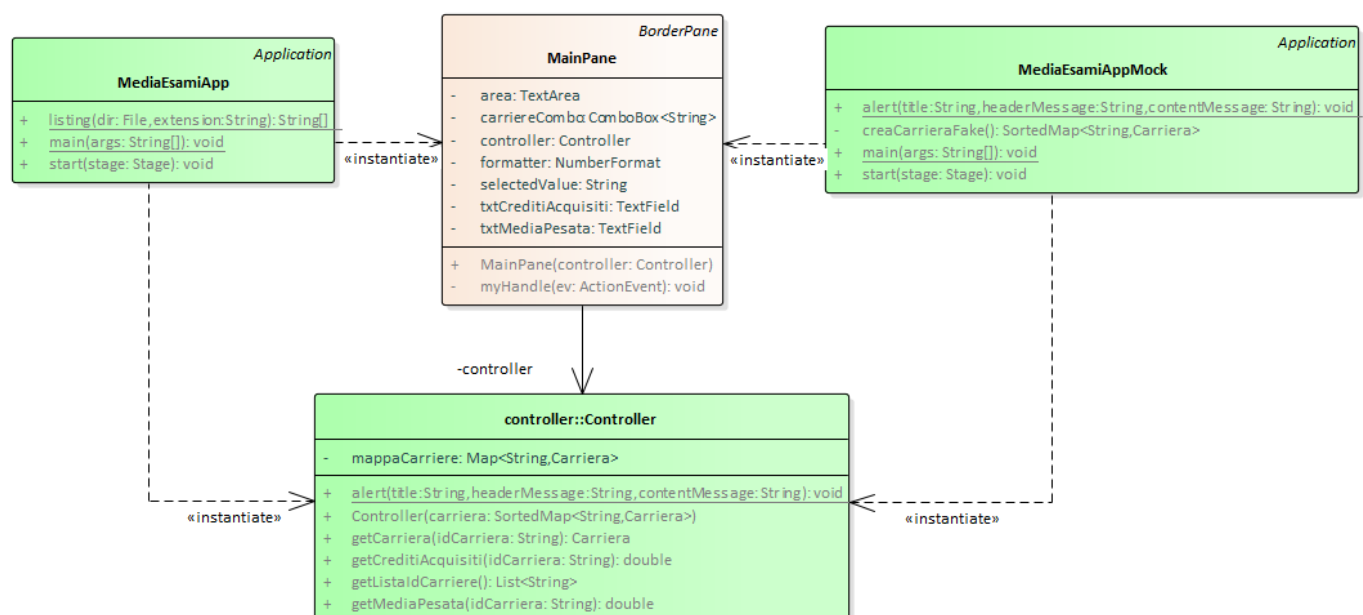 Application
MediaEsamiApp
+ listing(dir: File,extension:String): String[]
+ main(args: String[]): void
+ start(stage: Stage): void
BorderPane
MainPane
- area: TextArea
- carriereCombo: ComboBox<String>
- controller: Controller
- formatter: NumberFormat
- selectedValue: String
- txtCreditiAcquisiti: TextField
- txtMediaPesata: TextField
+ MainPane(controller: Controller)
- myHandle(ev: ActionEvent): void
Application
MediaEsamiAppMock
+ alert(title:String,headerMessage:String,contentMessage: String): void
- creaCarrieraFake(): SortedMap<String,Carriera>
+ main(args: String[]): void
+ start(stage: Stage): void
«instantiate»
«instantiate»
-controller
controller::Controller
- mappaCarriere: Map<String,Carriera>
+ alert(title:String,headerMessage:String,contentMessage:String): void
+ Controller(carriera: SortedMap<String,Carriera>)
+ getCarriera(idCarriera: String): Carriera
+ getCreditiAcquisiti(idCarriera: String): double
+ getListaIdCarriere(): List<String>
+ getMediaPesata(idCarriera: String): double
«instantiate»
«instantiate»